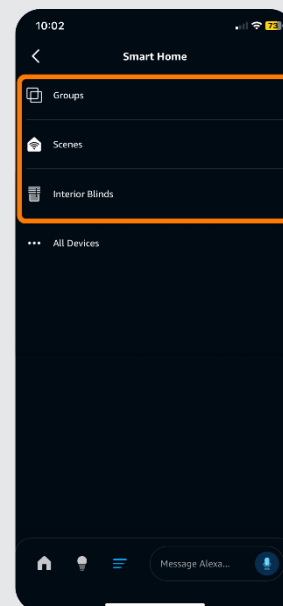 10:02
73
Smart Home
Groups
Scenes
Interior Blinds
All Devices
Message Alexa...